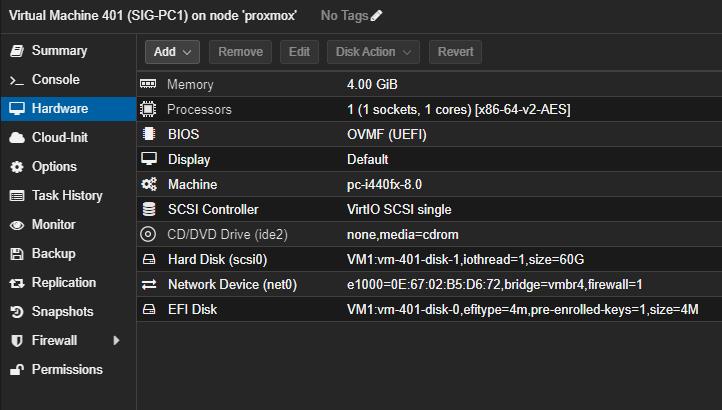 Virtual Machine 401 (SIG-PC1) on node 'proxmox' No Tags
Summary
Console
Hardware
Cloud-Init
Options
Task History
Monitor
Backup
Replication
Snapshots
Firewall
Permissions
Add Remove Edit Disk Action Revert
Memory 4.00 GiB
Processors 1 (1 sockets, 1 cores) [x86-64-v2-AES]
BIOS OVMF (UEFI)
Display Default
Machine pc-i440fx-8.0
SCSI Controller VirtIO SCSI single
CD/DVD Drive (ide2) none,media=cdrom
Hard Disk (scsi0) VM1:vm-401-disk-1,iothread=1,size=60G
Network Device (net0) e1000=0E:67:02:B5:D6:72,bridge=vmbr4,firewall=1
EFI Disk VM1:vm-401-disk-0,efitype=4m,pre-enrolled-keys=1,size=4M